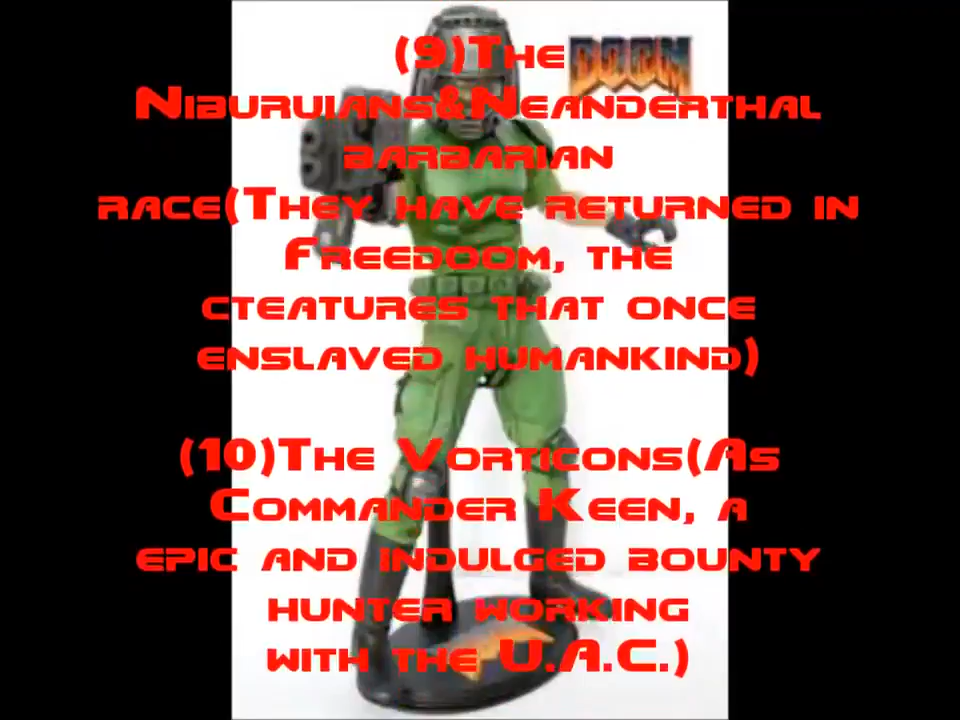 (9)The
DOOM
Niburuians&Neanderthal
barbarian
race(They have returned in
Freedoom, the
cteatures that once
enslaved humankind)
(10)The Vorticons(As
Commander Keen, a
epic and indulged bounty
hunter working
with the U.A.C.)